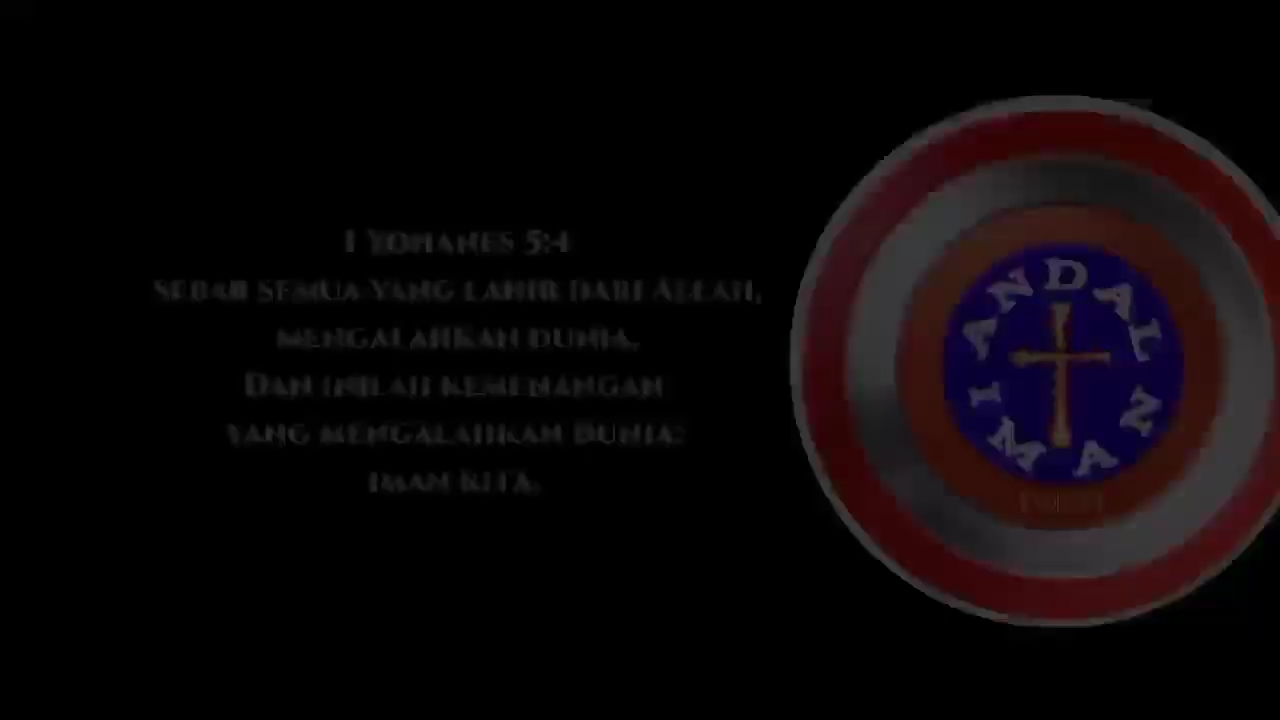 1 Yohanes 5:4
sebab semua yang lahir dari Allah,
mengalahkan dunia.
Dan inilah kemenangan
yang mengalahkan dunia:
iman kita.
ANDAL
IMAN